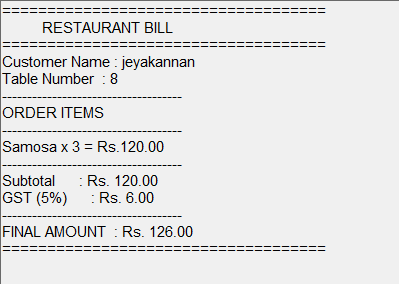 ===================================
RESTAURANT BILL
===================================
Customer Name : jeyakannan
Table Number  : 8
-----------------------------------
ORDER ITEMS
-----------------------------------
Samosa x 3 = Rs.120.00
-----------------------------------
Subtotal      : Rs. 120.00
GST (5%)      : Rs. 6.00
-----------------------------------
FINAL AMOUNT  : Rs. 126.00
===================================